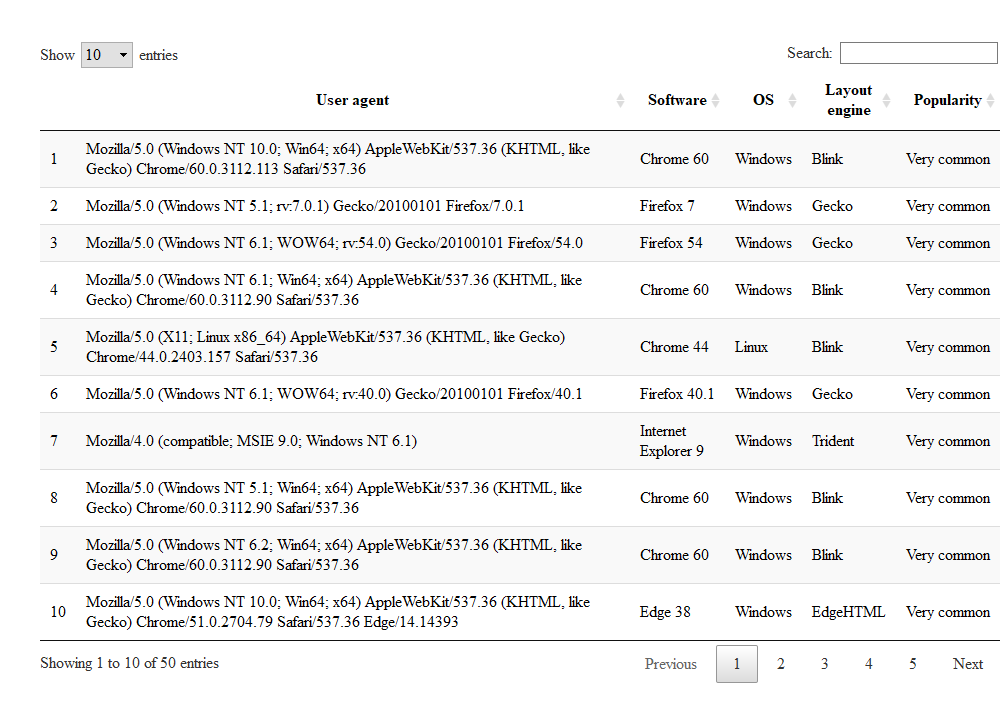 Show 10 entries Search:
User agent Software OS Layout engine Popularity
1 Mozilla/5.0 (Windows NT 10.0; Win64; x64) AppleWebKit/537.36 (KHTML, like
Gecko) Chrome/60.0.3112.113 Safari/537.36 Chrome 60 Windows Blink Very common
2 Mozilla/5.0 (Windows NT 5.1; rv:7.0.1) Gecko/20100101 Firefox/7.0.1 Firefox 7 Windows Gecko Very common
3 Mozilla/5.0 (Windows NT 6.1; WOW64; rv:54.0) Gecko/20100101 Firefox/54.0 Firefox 54 Windows Gecko Very common
4 Mozilla/5.0 (Windows NT 6.1; Win64; x64) AppleWebKit/537.36 (KHTML, like
Gecko) Chrome/60.0.3112.90 Safari/537.36 Chrome 60 Windows Blink Very common
5 Mozilla/5.0 (X11; Linux x86_64) AppleWebKit/537.36 (KHTML, like Gecko)
Chrome/44.0.2403.157 Safari/537.36 Chrome 44 Linux Blink Very common
6 Mozilla/5.0 (Windows NT 6.1; WOW64; rv:40.0) Gecko/20100101 Firefox/40.1 Firefox 40.1 Windows Gecko Very common
7 Mozilla/4.0 (compatible; MSIE 9.0; Windows NT 6.1) Internet Explorer 9 Windows Trident Very common
8 Mozilla/5.0 (Windows NT 5.1; Win64; x64) AppleWebKit/537.36 (KHTML, like
Gecko) Chrome/60.0.3112.90 Safari/537.36 Chrome 60 Windows Blink Very common
9 Mozilla/5.0 (Windows NT 6.2; Win64; x64) AppleWebKit/537.36 (KHTML, like
Gecko) Chrome/60.0.3112.90 Safari/537.36 Chrome 60 Windows Blink Very common
10 Mozilla/5.0 (Windows NT 10.0; Win64; x64) AppleWebKit/537.36 (KHTML, like
Gecko) Chrome/51.0.2704.79 Safari/537.36 Edge/14.14393 Edge 38 Windows EdgeHTML Very common
Showing 1 to 10 of 50 entries Previous 1 2 3 4 5 Next